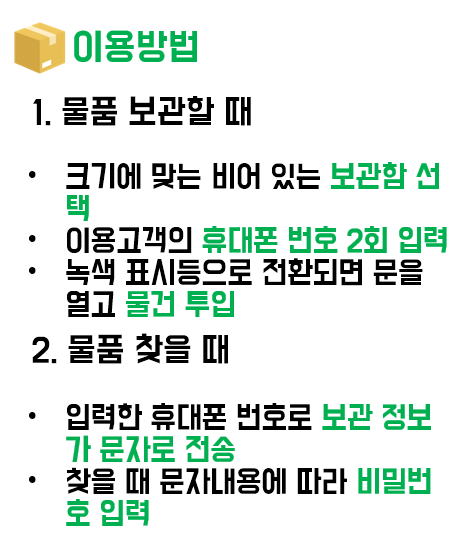 이용방법
1. 물품 보관할 때
• 크기에 맞는 비어 있는 보관함 선
택
• 이용고객의 휴대폰 번호 2회 입력
• 녹색 표시등으로 전환되면 문을
열고 물건 투입
2. 물품 찾을 때
• 입력한 휴대폰 번호로 보관 정보
가 문자로 전송
• 찾을 때 문자내용에 따라 비밀번
호 입력